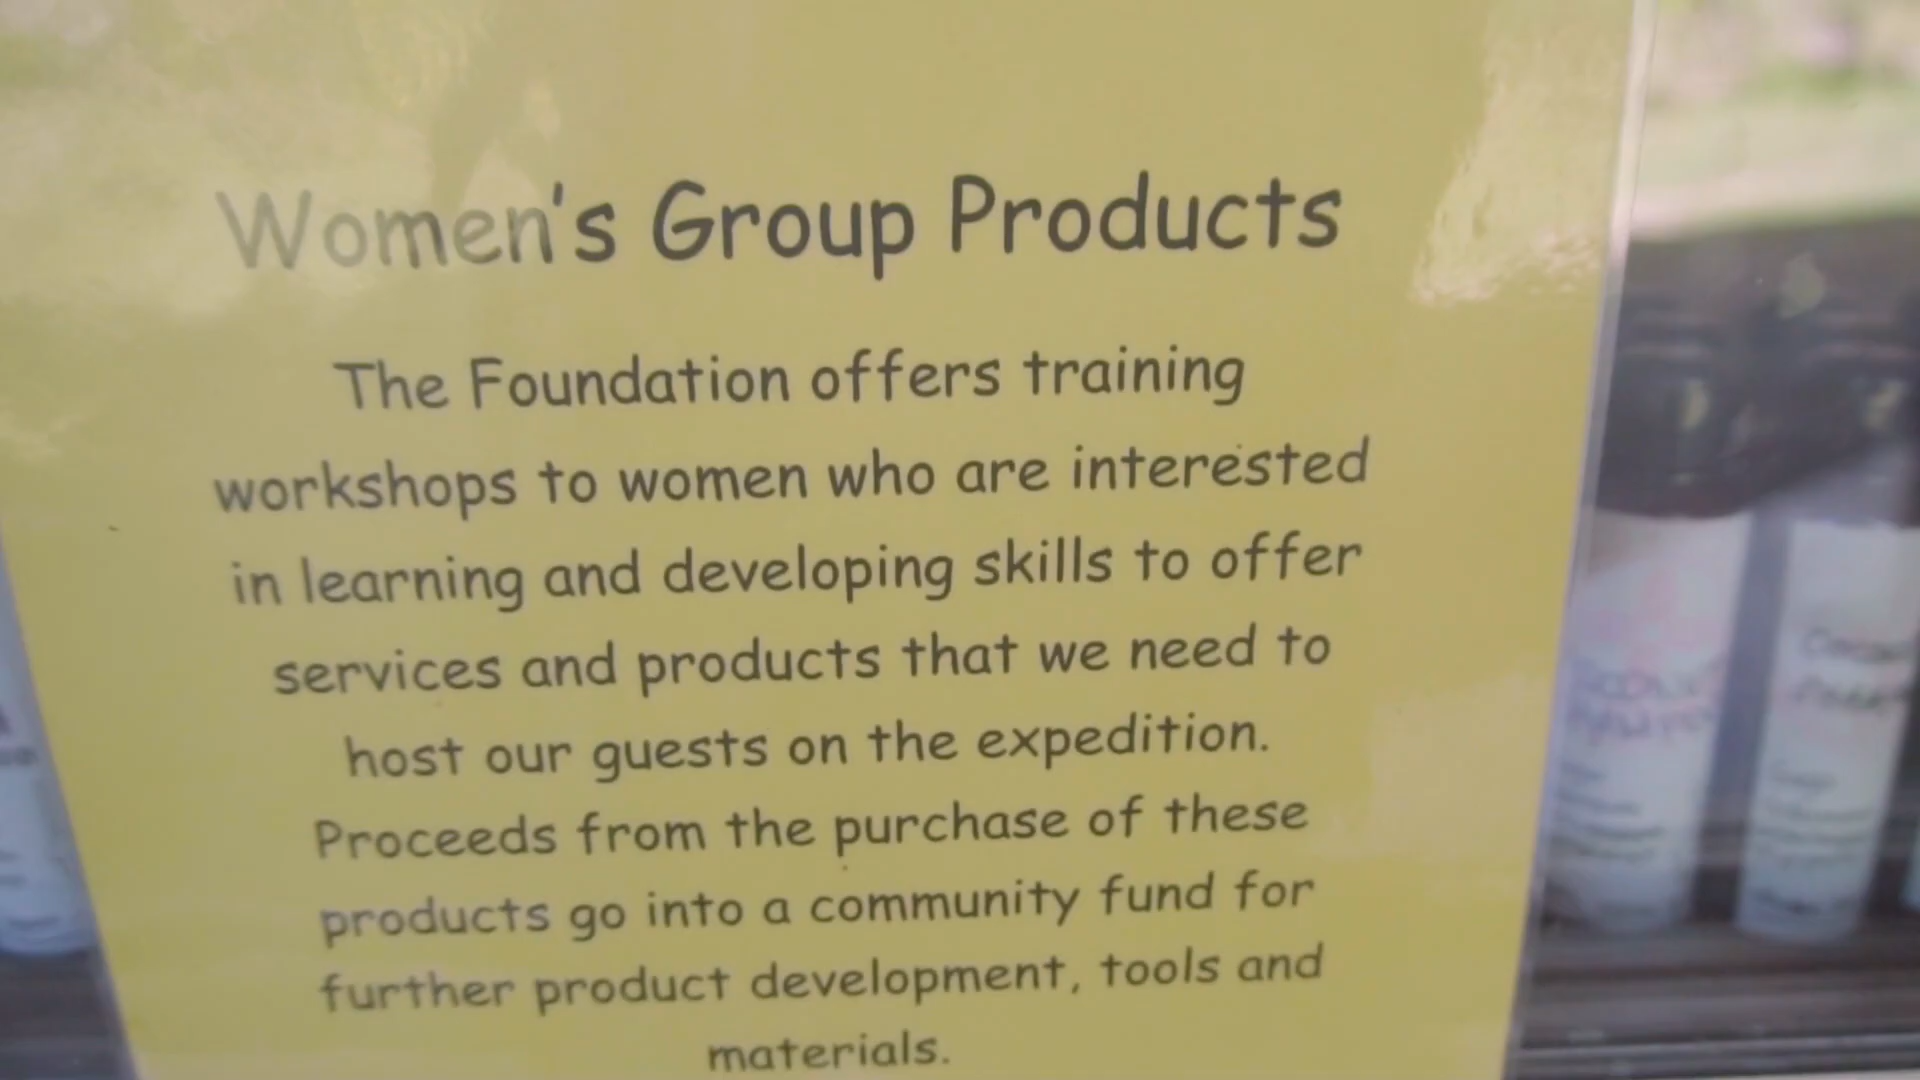 Women's Group Products
The Foundation offers training
workshops to women who are interested
in learning and developing skills to offer
services and products that we need to
host our guests on the expedition.
Proceeds from the purchase of these
products go into a community fund for
further product development, tools and
materials.